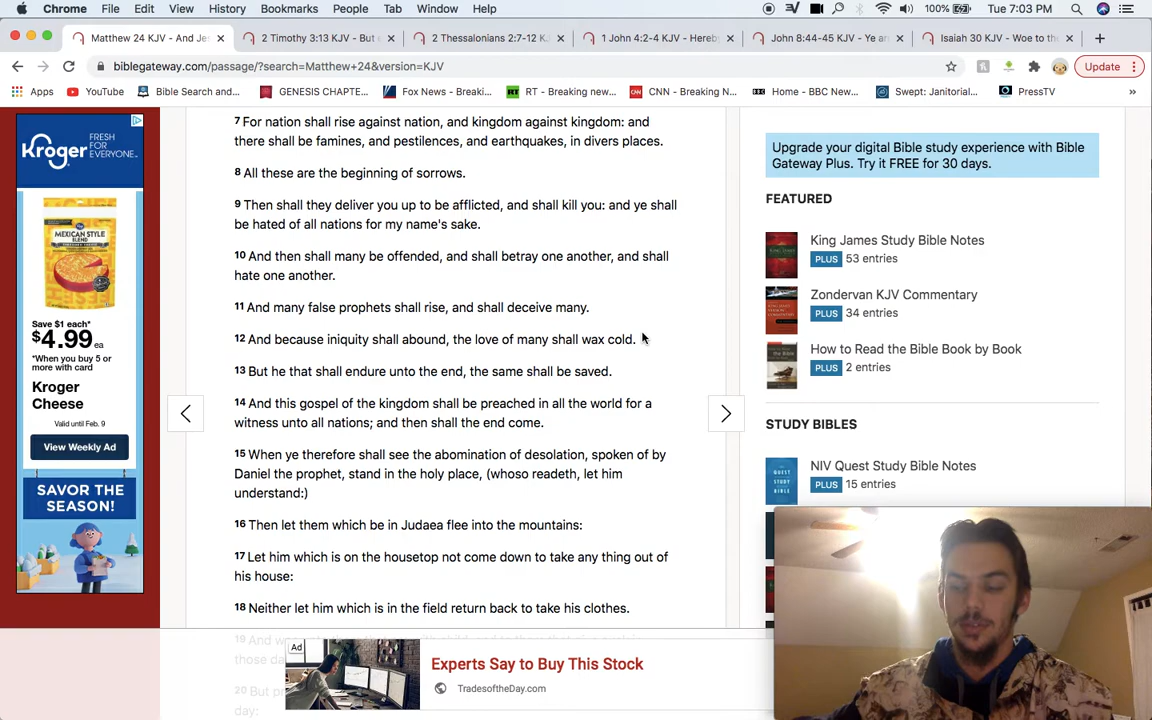 Chrome File Edit View History Bookmarks People Tab Window Help 100% Tue 7:03 PM
Matthew 24 KJV - And Je × 2 Timothy 3:13 KJV - But × 2 Thessalonians 2:7-12 K × 1 John 4:2-4 KJV - Hereb × John 8:44-45 KJV - Ye an × Isaiah 30 KJV - Woe to th × +
biblegateway.com/passage/?search=Matthew+24&version=KJV Update
Apps YouTube Bible Search and... GENESIS CHAPTE... Fox News - Breaki... RT - Breaking new... CNN - Breaking N... Home - BBC New... Swept: Janitorial... PressTV »
7 For nation shall rise against nation, and kingdom against kingdom: and
there shall be famines, and pestilences, and earthquakes, in divers places.
8 All these are the beginning of sorrows.
9 Then shall they deliver you up to be afflicted, and shall kill you: and ye shall
be hated of all nations for my name's sake.
10 And then shall many be offended, and shall betray one another, and shall
hate one another.
11 And many false prophets shall rise, and shall deceive many.
12 And because iniquity shall abound, the love of many shall wax cold.
13 But he that shall endure unto the end, the same shall be saved.
14 And this gospel of the kingdom shall be preached in all the world for a
witness unto all nations; and then shall the end come.
15 When ye therefore shall see the abomination of desolation, spoken of by
Daniel the prophet, stand in the holy place, (whoso readeth, let him
understand:)
16 Then let them which be in Judaea flee into the mountains:
17 Let him which is on the housetop not come down to take any thing out of
his house:
18 Neither let him which is in the field return back to take his clothes.
19 And w
those da
20 But p
day:
Kroger
FRESH
FOR
EVERYONE.
MEXICAN STYLE
BLEND
Save $1 each*
$4.99 ea
*When you buy 5 or
more with card
Kroger
Cheese
Valid until Feb. 9
View Weekly Ad
SAVOR THE
SEASON!
Upgrade your digital Bible study experience with Bible
Gateway Plus. Try it FREE for 30 days.
FEATURED
King James Study Bible Notes
PLUS 53 entries
Zondervan KJV Commentary
PLUS 34 entries
How to Read the Bible Book by Book
PLUS 2 entries
STUDY BIBLES
NIV Quest Study Bible Notes
PLUS 15 entries
Ad
Experts Say to Buy This Stock
TradesoftheDay.com